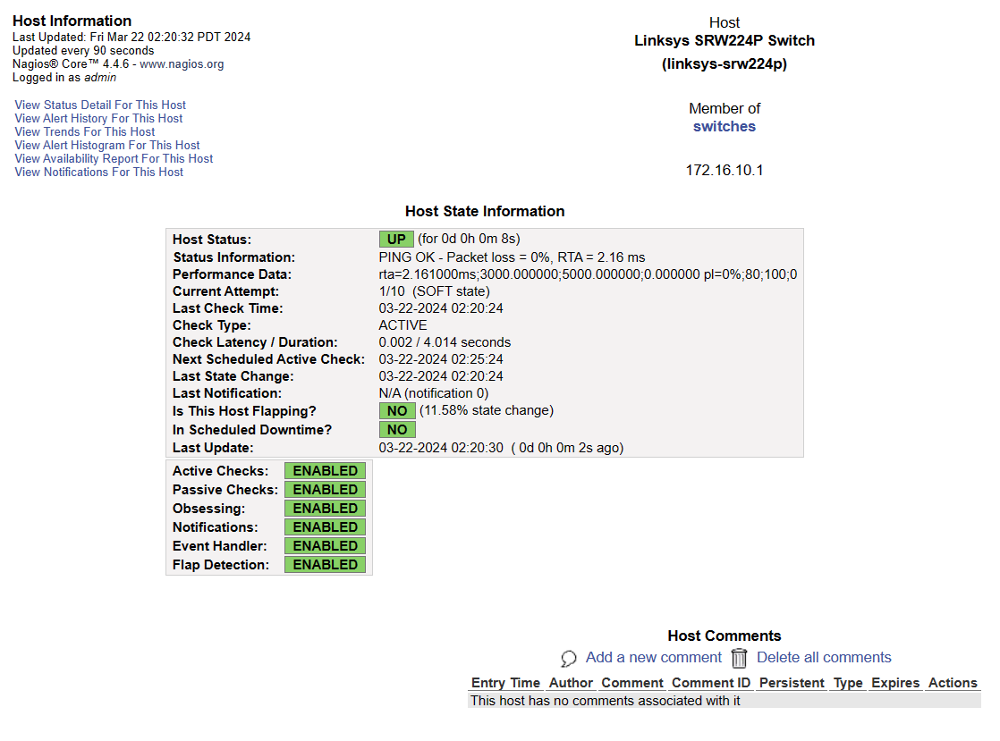 Host Information
Last Updated: Fri Mar 22 02:20:32 PDT 2024
Updated every 90 seconds
Nagios® Core™ 4.4.6 - www.nagios.org
Logged in as admin
View Status Detail For This Host
View Alert History For This Host
View Trends For This Host
View Alert Histogram For This Host
View Availability Report For This Host
View Notifications For This Host
Host
Linksys SRW224P Switch
(linksys-srw224p)
Member of
switches
172.16.10.1
Host State Information
Host Status: UP (for 0d 0h 0m 8s)
Status Information: PING OK - Packet loss = 0%, RTA = 2.16 ms
Performance Data: rta=2.161000ms;3000.000000;5000.000000;0.000000 pl=0%;80;100;0
Current Attempt: 1/10 (SOFT state)
Last Check Time: 03-22-2024 02:20:24
Check Type: ACTIVE
Check Latency / Duration: 0.002 / 4.014 seconds
Next Scheduled Active Check: 03-22-2024 02:25:24
Last State Change: 03-22-2024 02:20:24
Last Notification: N/A (notification 0)
Is This Host Flapping? NO (11.58% state change)
In Scheduled Downtime? NO
Last Update: 03-22-2024 02:20:30 ( 0d 0h 0m 2s ago)
Active Checks: ENABLED
Passive Checks: ENABLED
Obsessing: ENABLED
Notifications: ENABLED
Event Handler: ENABLED
Flap Detection: ENABLED
Host Comments
Add a new comment Delete all comments
Entry Time Author Comment Comment ID Persistent Type Expires Actions
This host has no comments associated with it